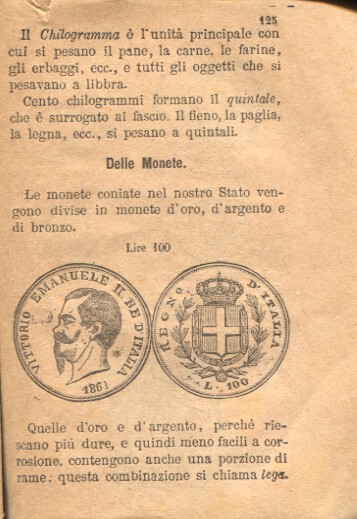 125
Il Chilogramma è l'unità principale con
cui si pesano il pane, la carne, le farine,
gli erbaggi, ecc., e tutti gli oggetti che si
pesavano a libbra.
Cento chilogrammi formano il quintale,
che è surrogato al fascio. Il fieno, la paglia,
la legna, ecc., si pesano a quintali.
Delle Monete.
Le monete coniate nel nostro Stato ven-
gono divise in monete d'oro, d'argento e
di bronzo.
Lire 100
VITTORIO EMANUELE II. RE D'ITALIA
REGNO D'ITALIA
L. 100
Quelle d'oro e d'argento, perchè rie-
scano più dure, e quindi meno facili a cor-
rosione, contengono anche una porzione di
rame: questa combinazione si chiama lega.